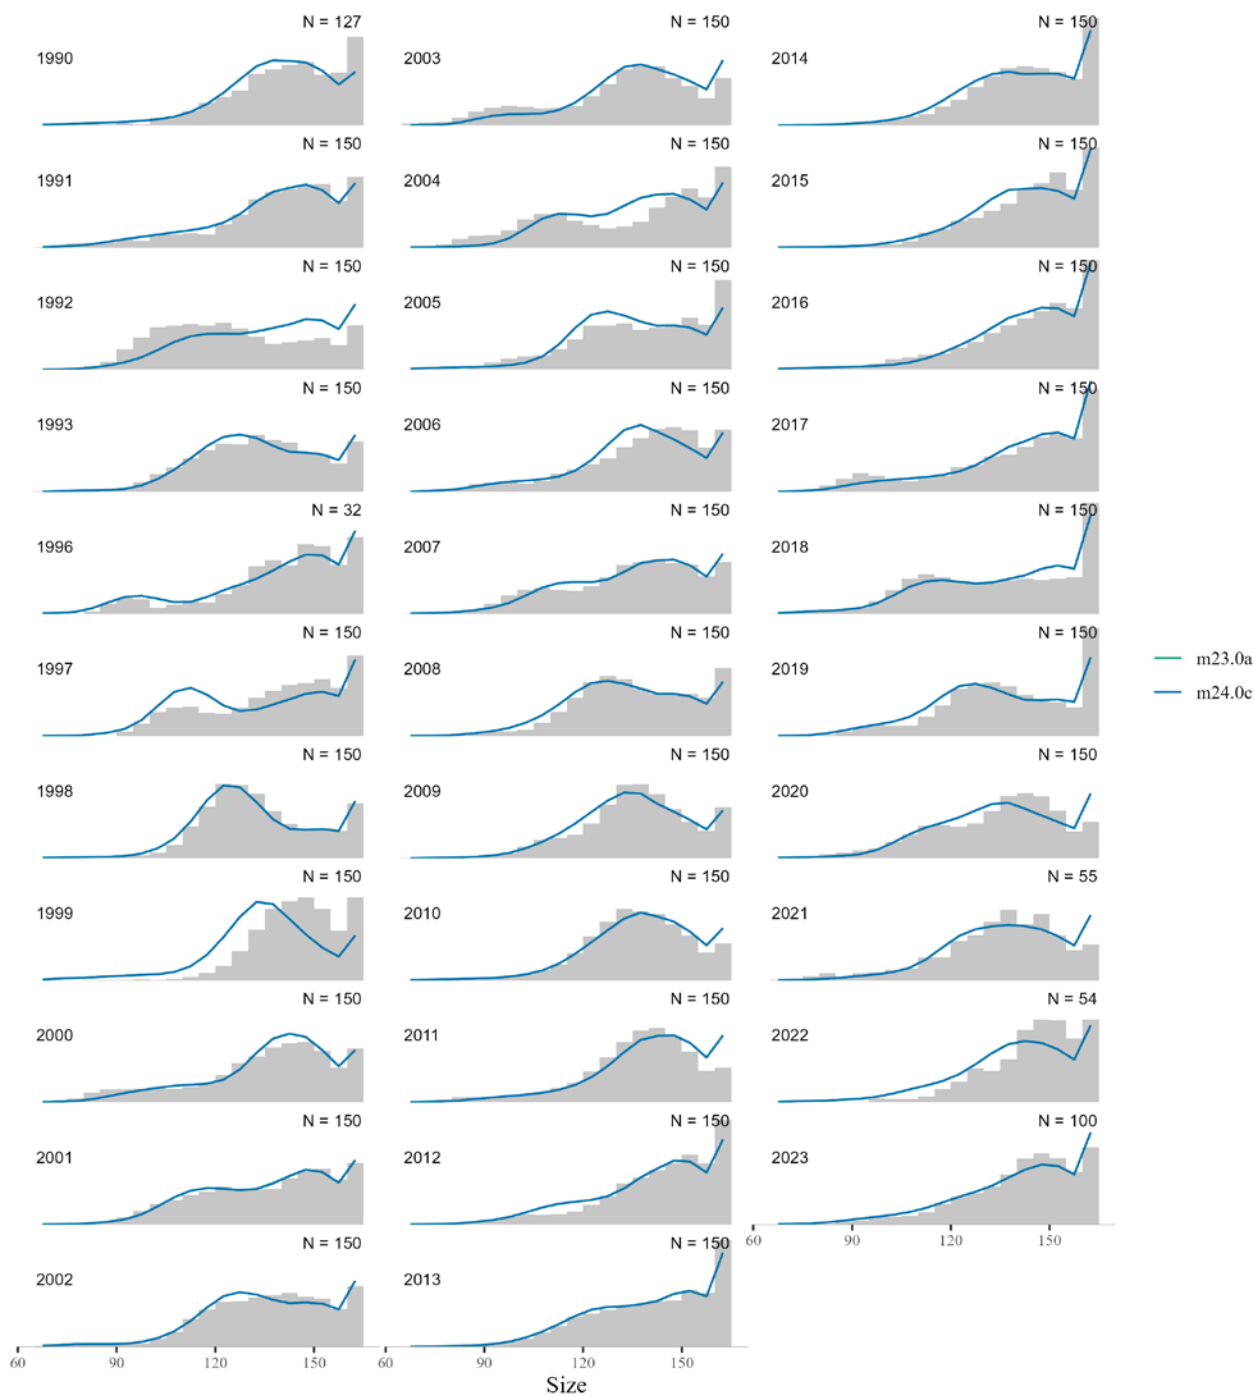 N = 127
1990
N = 150
1991
N = 150
1992
N = 150
1993
N = 32
1996
N = 150
1997
N = 150
1998
N = 150
1999
N = 150
2000
N = 150
2001
N = 150
2002
60 90 120 150
N = 150
2003
N = 150
2004
N = 150
2005
N = 150
2006
N = 150
2007
N = 150
2008
N = 150
2009
N = 150
2010
N = 150
2011
N = 150
2012
N = 150
2013
60 90 120 150
N = 150
2014
N = 150
2015
N = 150
2016
N = 150
2017
N = 150
2018
N = 150
2019
N = 150
2020
N = 55
2021
N = 54
2022
N = 100
2023
60 90 120 150
Size
m23.0a
m24.0c